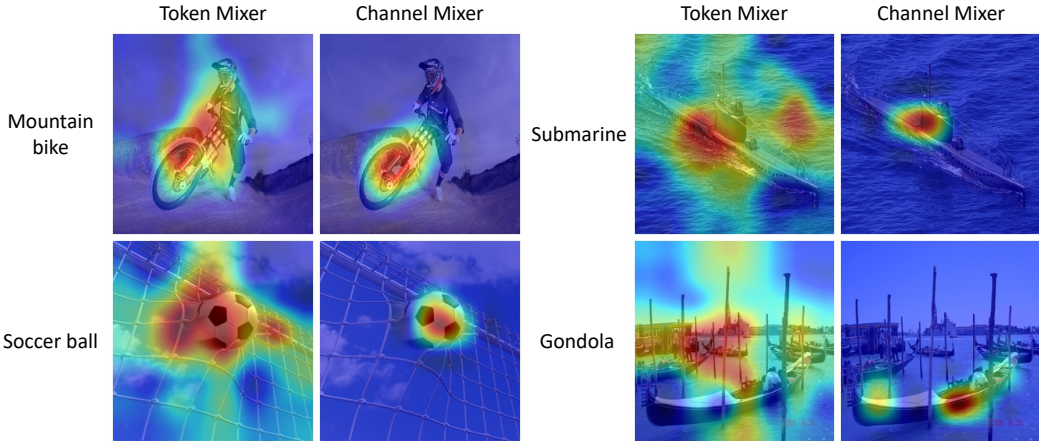 Token Mixer Channel Mixer Token Mixer Channel Mixer
Mountain
bike
Submarine
Soccer ball
Gondola